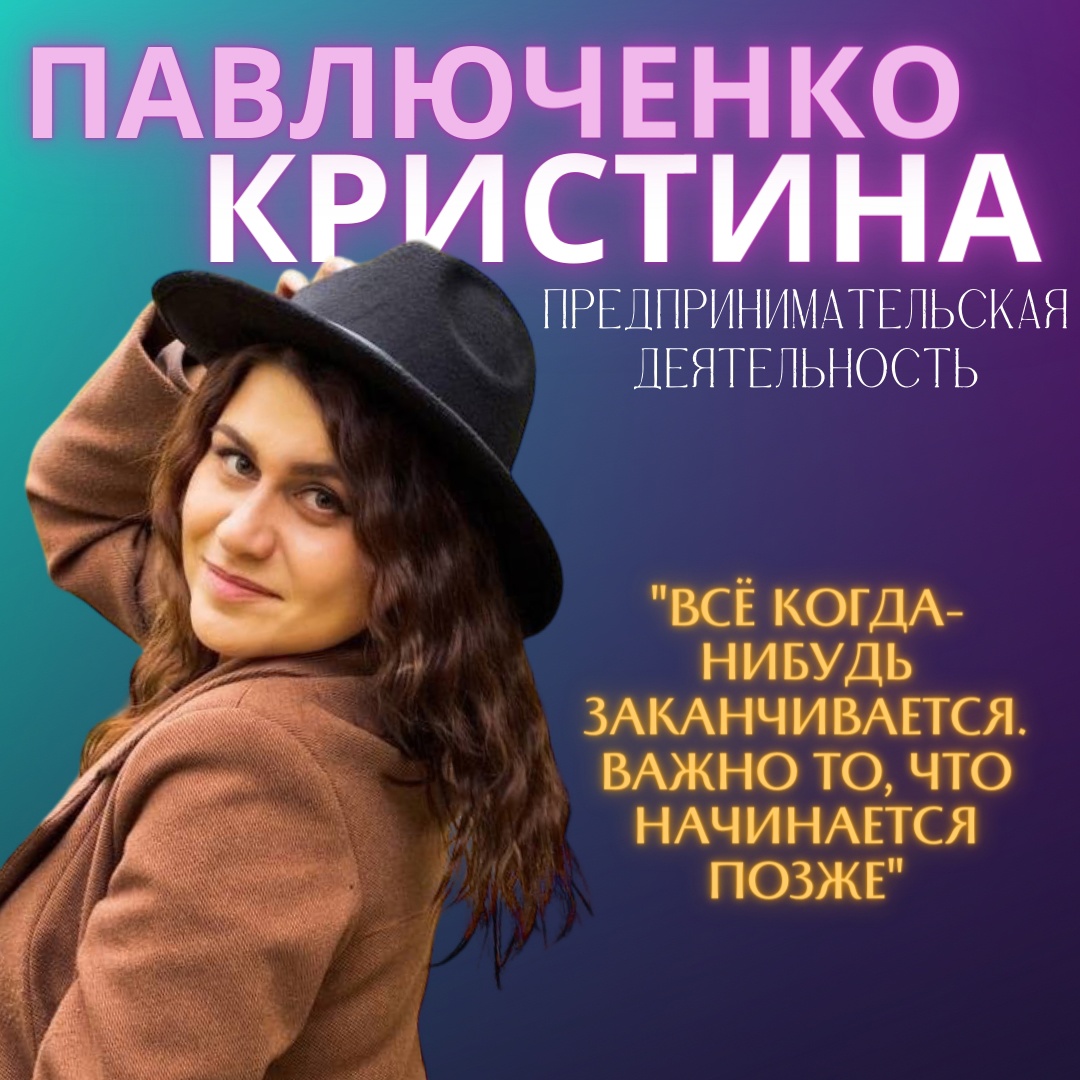 ПАВЛЮЧЕНКО
КРИСТИНА
ПРЕДПРИНИМАТЕЛЬСКАЯ
ДЕЯТЕЛЬНОСТЬ
"ВСЁ КОГДА-
НИБУДЬ
ЗАКАНЧИВАЕТСЯ.
ВАЖНО ТО, ЧТО
НАЧИНАЕТСЯ
ПОЗЖЕ"